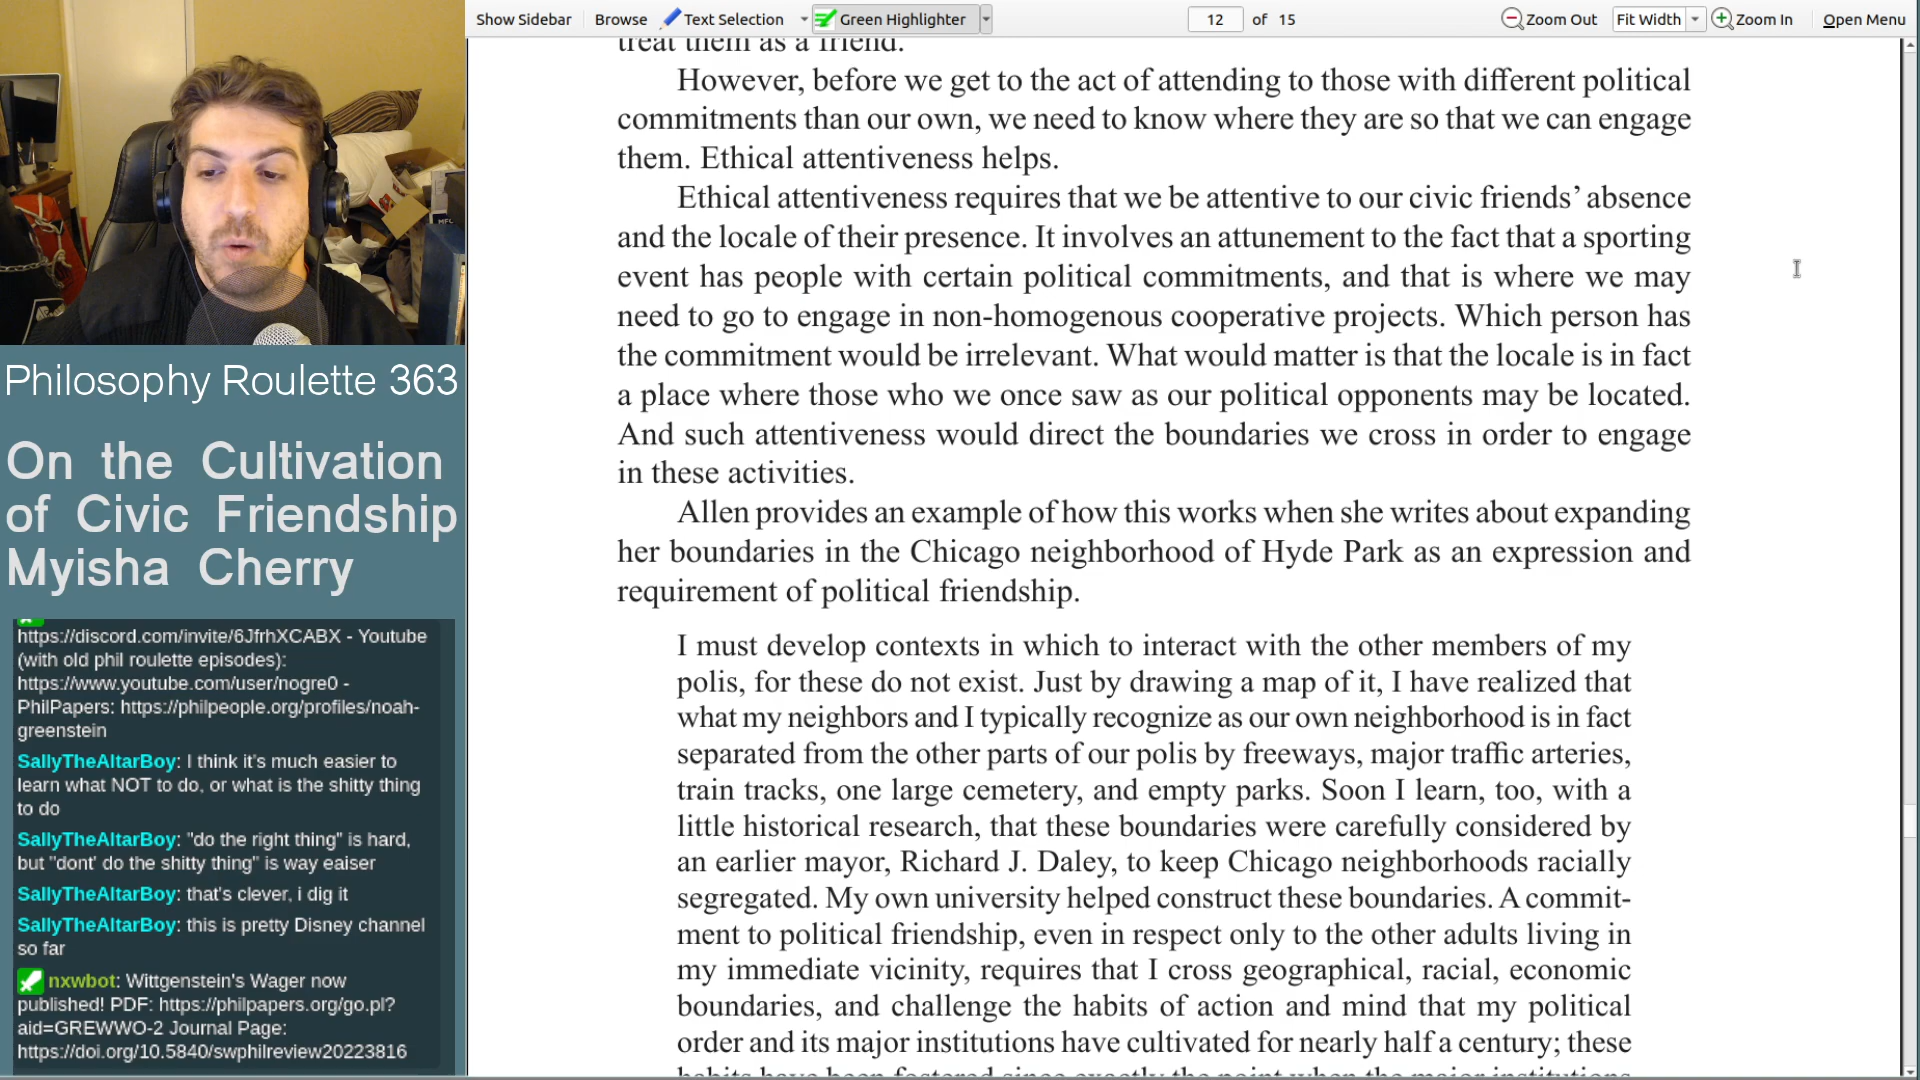 Show Sidebar Browse Text Selection Green Highlighter 12 of 15 Zoom Out Fit Width Zoom In Open Menu
treat them as a friend.
However, before we get to the act of attending to those with different political
commitments than our own, we need to know where they are so that we can engage
them. Ethical attentiveness helps.
Ethical attentiveness requires that we be attentive to our civic friends’ absence
and the locale of their presence. It involves an attunement to the fact that a sporting
event has people with certain political commitments, and that is where we may
need to go to engage in non-homogenous cooperative projects. Which person has
the commitment would be irrelevant. What would matter is that the locale is in fact
a place where those who we once saw as our political opponents may be located.
And such attentiveness would direct the boundaries we cross in order to engage
in these activities.
Allen provides an example of how this works when she writes about expanding
her boundaries in the Chicago neighborhood of Hyde Park as an expression and
requirement of political friendship.
I must develop contexts in which to interact with the other members of my
polis, for these do not exist. Just by drawing a map of it, I have realized that
what my neighbors and I typically recognize as our own neighborhood is in fact
separated from the other parts of our polis by freeways, major traffic arteries,
train tracks, one large cemetery, and empty parks. Soon I learn, too, with a
little historical research, that these boundaries were carefully considered by
an earlier mayor, Richard J. Daley, to keep Chicago neighborhoods racially
segregated. My own university helped construct these boundaries. A commit-
ment to political friendship, even in respect only to the other adults living in
my immediate vicinity, requires that I cross geographical, racial, economic
boundaries, and challenge the habits of action and mind that my political
order and its major institutions have cultivated for nearly half a century; these
habits have been fostered since exactly the point when the major institutions
Philosophy Roulette 363
On the Cultivation
of Civic Friendship
Myisha Cherry
https://discord.com/invite/6JfrhXCABX - Youtube
(with old phil roulette episodes):
https://www.youtube.com/user/nogre0 -
PhilPapers: https://philpeople.org/profiles/noah-
greenstein
SallyTheAltarBoy: I think it's much easier to
learn what NOT to do, or what is the shitty thing
to do
SallyTheAltarBoy: "do the right thing" is hard,
but "dont' do the shitty thing" is way eaiser
SallyTheAltarBoy: that's clever, i dig it
SallyTheAltarBoy: this is pretty Disney channel
so far
nxwbot: Wittgenstein's Wager now
published! PDF: https://philpapers.org/go.pl?
aid=GREWWO-2 Journal Page:
https://doi.org/10.5840/swphilreview20223816